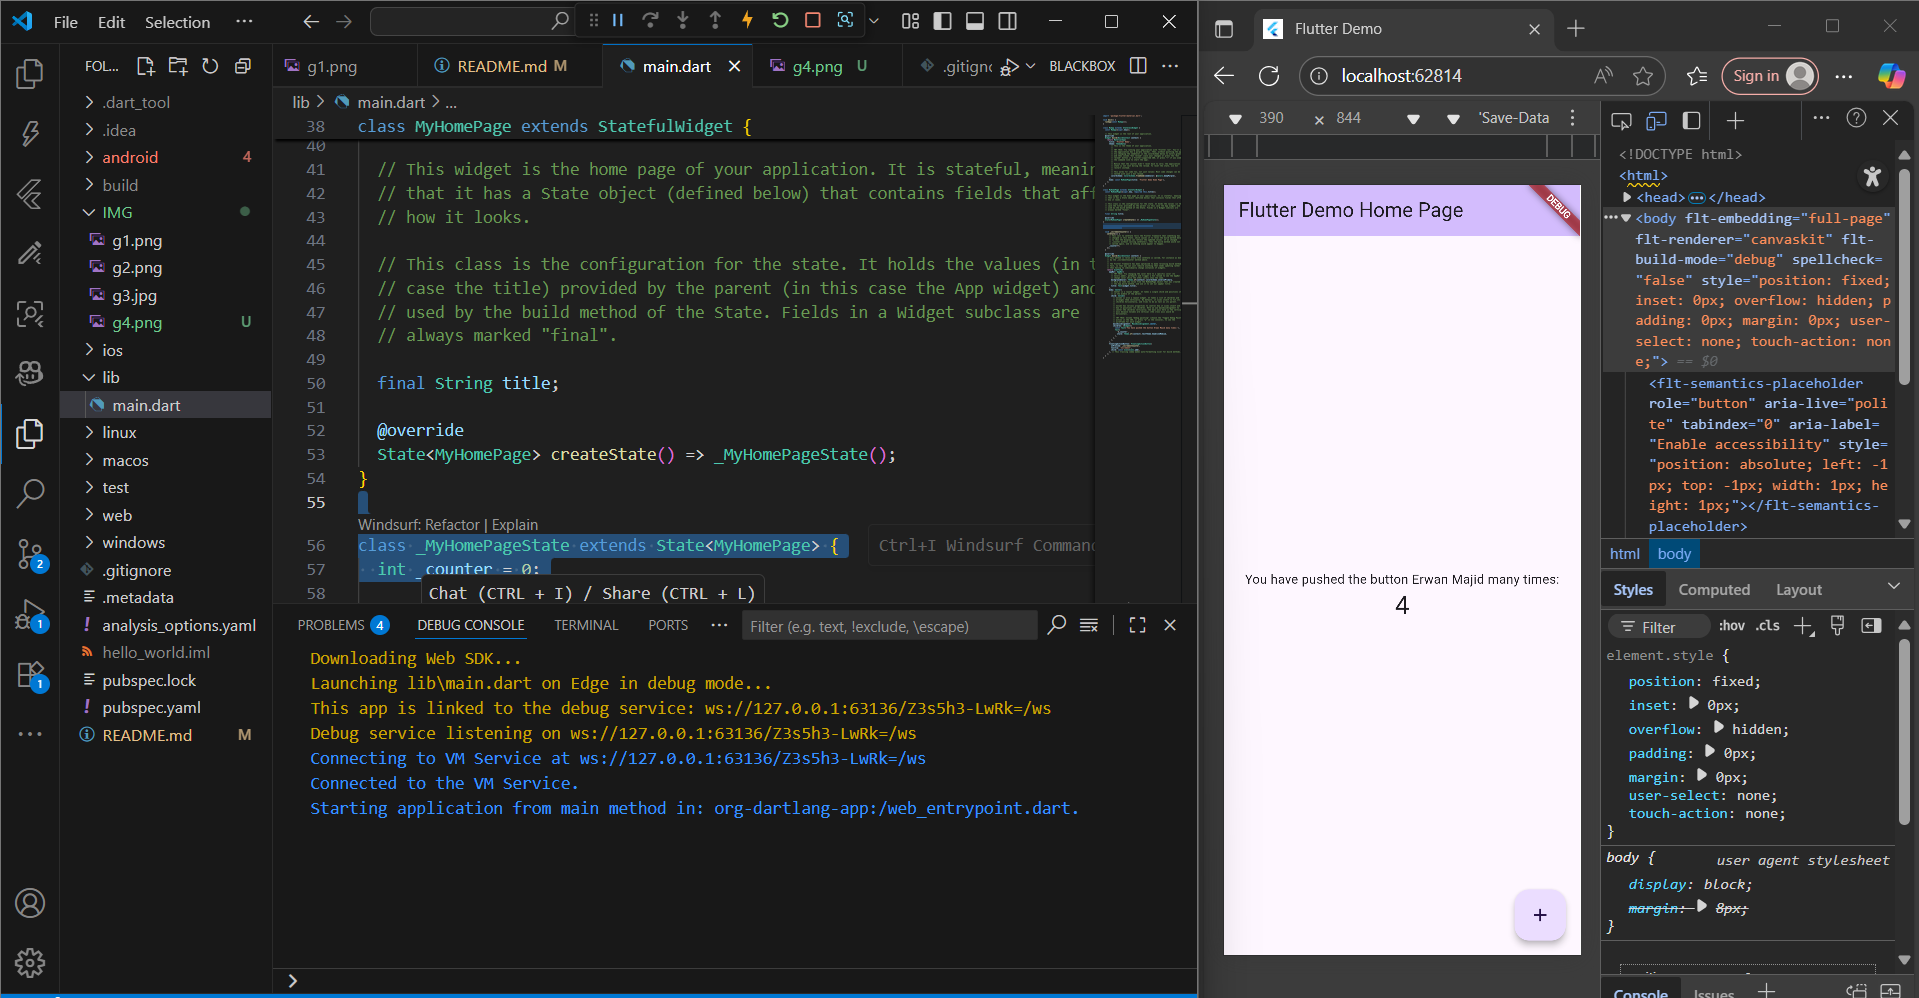 File Edit Selection ···
FOL...
.dart_tool
.idea
android 4
build
IMG
g1.png
g2.png
g3.jpg
g4.png U
ios
lib
main.dart
linux
macos
test
web
windows
.gitignore
.metadata
analysis_options.yaml
hello_world.iml
pubspec.lock
pubspec.yaml
README.md M
2
1
1
g1.png README.md M main.dart g4.png U .gitignc BLACKBOX
lib > main.dart > ...
38 class MyHomePage extends StatefulWidget {
40
41 // This widget is the home page of your application. It is stateful, meanin
42 // that it has a State object (defined below) that contains fields that aff
43 // how it looks.
44
45 // This class is the configuration for the state. It holds the values (in t
46 // case the title) provided by the parent (in this case the App widget) and
47 // used by the build method of the State. Fields in a Widget subclass are
48 // always marked "final".
49
50 final String title;
51
52 @override
53 State<MyHomePage> createState() => _MyHomePageState();
54 }
55
Windsurf: Refactor | Explain
56 class _MyHomePageState extends State<MyHomePage> { Ctrl+I Windsurf Comman
57 int _counter = 0;
58 Chat (CTRL + I) / Share (CTRL + L)
PROBLEMS 4 DEBUG CONSOLE TERMINAL PORTS ··· Filter (e.g. text, !exclude, \escape)
Downloading Web SDK...
Launching lib\main.dart on Edge in debug mode...
This app is linked to the debug service: ws://127.0.0.1:63136/Z3s5h3-LwRk=/ws
Debug service listening on ws://127.0.0.1:63136/Z3s5h3-LwRk=/ws
Connecting to VM Service at ws://127.0.0.1:63136/Z3s5h3-LwRk=/ws
Connected to the VM Service.
Starting application from main method in: org-dartlang-app:/web_entrypoint.dart.
Flutter Demo
localhost:62814
Sign in
390 × 844 'Save-Data
Flutter Demo Home Page
DEBUG
You have pushed the button Erwan Majid many times:
4
+
<!DOCTYPE html>
<html>
<head> ··· </head>
··· <body flt-embedding="full-page"
flt-renderer="canvaskit" flt-
build-mode="debug" spellcheck=
"false" style="position: fixed;
inset: 0px; overflow: hidden; p
adding: 0px; margin: 0px; user-
select: none; touch-action: non
e;"> == $0
<flt-semantics-placeholder
role="button" aria-live="poli
te" tabindex="0" aria-label=
"Enable accessibility" style=
"position: absolute; left: -1
px; top: -1px; width: 1px; he
ight: 1px;"></flt-semantics-
placeholder>
html body
Styles Computed Layout
Filter :hov .cls
element.style {
position: fixed;
inset: 0px;
overflow: hidden;
padding: 0px;
margin: 0px;
user-select: none;
touch-action: none;
}
body { user agent stylesheet
display: block;
margin: 8px;
}
Console Issues